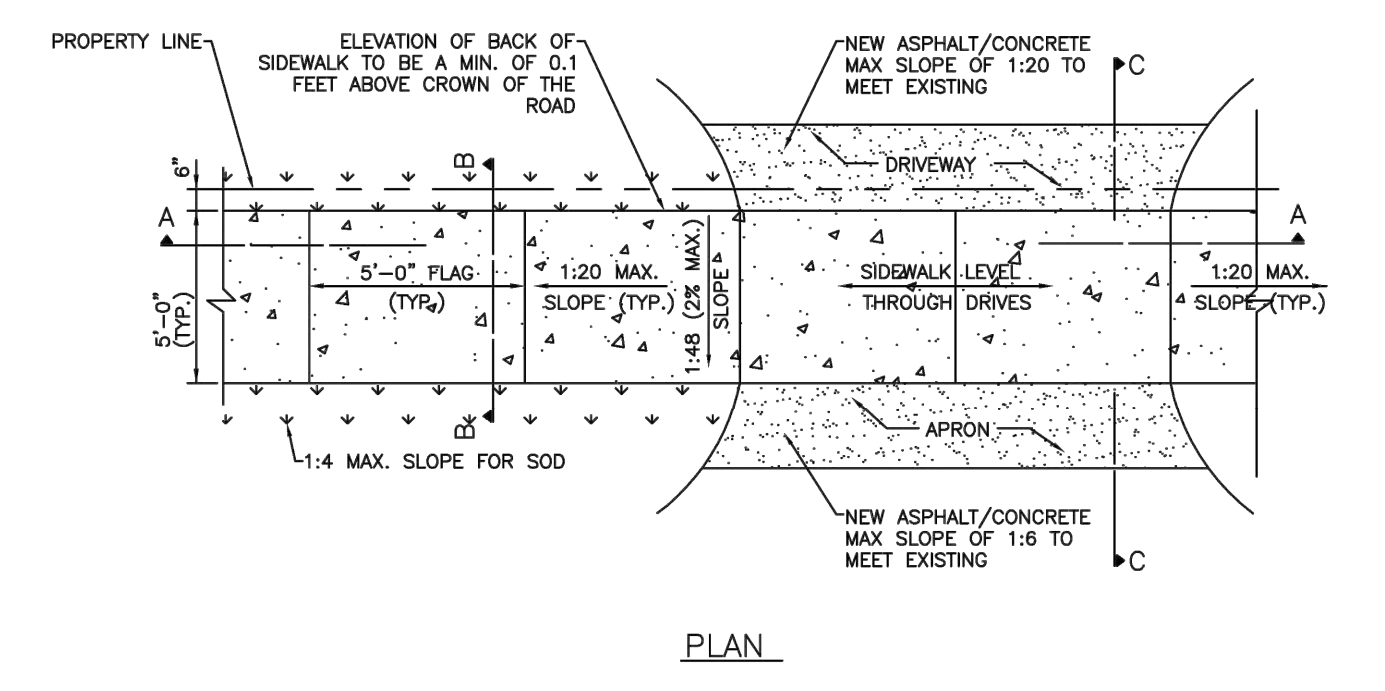 PROPERTY LINE
ELEVATION OF BACK OF
SIDEWALK TO BE A MIN. OF 0.1
FEET ABOVE CROWN OF THE
ROAD
NEW ASPHALT/CONCRETE
MAX SLOPE OF 1:20 TO
MEET EXISTING
C
B
6"
DRIVEWAY
A
A
5'-0" FLAG
(TYP.)
1:20 MAX.
SLOPE (TYP.)
1:48 (2% MAX.)
SLOPE
SIDEWALK LEVEL
THROUGH DRIVES
1:20 MAX.
SLOPE (TYP.)
5'-0"
(TYP.)
B
APRON
1:4 MAX. SLOPE FOR SOD
NEW ASPHALT/CONCRETE
MAX SLOPE OF 1:6 TO
MEET EXISTING
C
PLAN